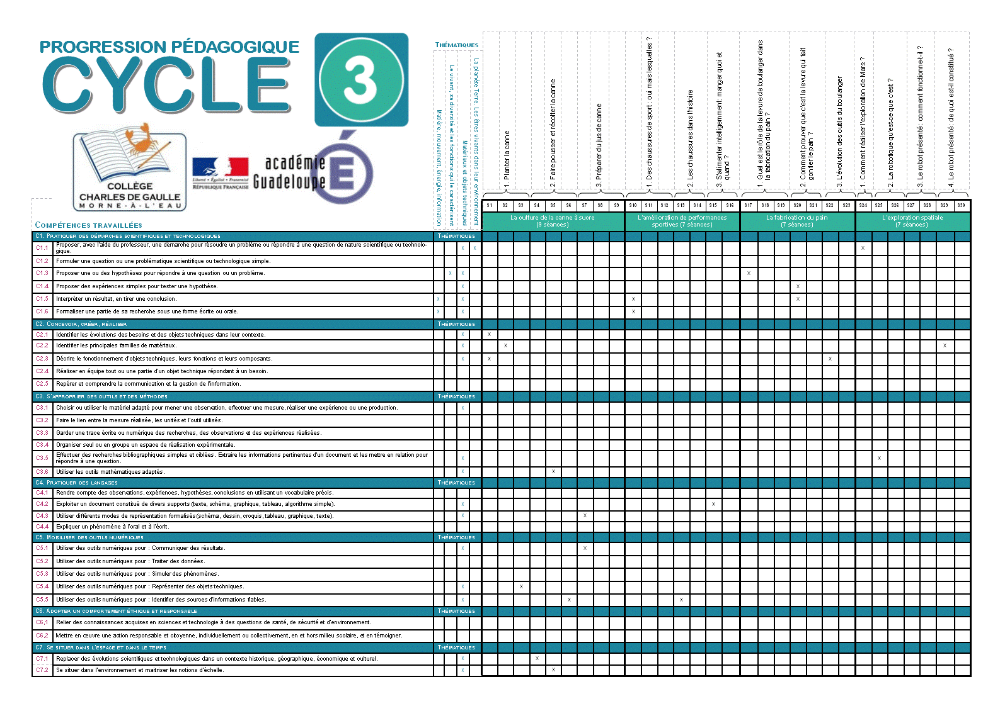 PROGRESSION PÉDAGOGIQUE
CYCLE
3
COLLÈGE
CHARLES DE GAULLE
MORNE-À-L'EAU
Liberté • Égalité • Fraternité
RÉPUBLIQUE FRANÇAISE
académie
Guadeloupe
É
THÉMATIQUES
Matière, mouvement, énergie, information
Le vivant, sa diversité et les fonctions qui le caractérisent
Matériaux et objets techniques
La planète Terre. Les êtres vivants dans leur environnement
1. Planter la canne
2. Faire pousser et récolter la canne
3. Préparer du jus de canne
1. Des chaussures de sport : oui mais lesquelles ?
2. Les chaussures dans l'histoire
3. S'alimenter intelligemment: manger quoi et
quand ?
1. Quel est le rôle de la levure de boulanger dans
la fabrication du pain ?
2. Comment prouver que c'est la levure qui fait
gonfler le pain ?
3. L'évolution des outils du boulanger
1. Comment réaliser l'exploration de Mars ?
2. La robotique qu'est-ce que c'est ?
3. Le robot présenté : comment fonctionne-t-il ?
4. Le robot présenté : de quoi est-il constitué ?
S1 S2 S3 S4 S5 S6 S7 S8 S9 S10 S11 S12 S13 S14 S15 S16 S17 S18 S19 S20 S21 S22 S23 S24 S25 S26 S27 S28 S29 S30
La culture de la canne à sucre
(9 séances)
L'amélioration de performances
sportives (7 séances)
La fabrication du pain
(7 séances)
L'exploration spatiale
(7 séances)
COMPÉTENCES TRAVAILLÉES
C1. PRATIQUER DES DÉMARCHES SCIENTIFIQUES ET TECHNOLOGIQUES THÉMATIQUES
C1.1 Proposer, avec l'aide du professeur, une démarche pour résoudre un problème ou répondre à une question de nature scientifique ou technolo-
gique. X X X
C1.2 Formuler une question ou une problématique scientifique ou technologique simple.
C1.3 Proposer une ou des hypothèses pour répondre à une question ou un problème. X X X
C1.4 Proposer des expériences simples pour tester une hypothèse. X X
C1.5 Interpréter un résultat, en tirer une conclusion. X X X X
C1.6 Formaliser une partie de sa recherche sous une forme écrite ou orale. X X X
C2. CONCEVOIR, CRÉER, RÉALISER THÉMATIQUES
C2.1 Identifier les évolutions des besoins et des objets techniques dans leur contexte. X X
C2.2 Identifier les principales familles de matériaux. X X X
C2.3 Décrire le fonctionnement d'objets techniques, leurs fonctions et leurs composants. X X X
C2.4 Réaliser en équipe tout ou une partie d'un objet technique répondant à un besoin.
C2.5 Repérer et comprendre la communication et la gestion de l'information.
C3. S'APPROPRIER DES OUTILS ET DES MÉTHODES THÉMATIQUES
C3.1 Choisir ou utiliser le matériel adapté pour mener une observation, effectuer une mesure, réaliser une expérience ou une production. X
C3.2 Faire le lien entre la mesure réalisée, les unités et l'outil utilisés.
C3.3 Garder une trace écrite ou numérique des recherches, des observations et des expériences réalisées.
C3.4 Organiser seul ou en groupe un espace de réalisation expérimentale.
C3.5 Effectuer des recherches bibliographiques simples et ciblées. Extraire les informations pertinentes d'un document et les mettre en relation pour
répondre à une question. X X
C3.6 Utiliser les outils mathématiques adaptés. X X
C4. PRATIQUER DES LANGAGES THÉMATIQUES
C4.1 Rendre compte des observations, expériences, hypothèses, conclusions en utilisant un vocabulaire précis.
C4.2 Exploiter un document constitué de divers supports (texte, schéma, graphique, tableau, algorithme simple). X X
C4.3 Utiliser différents modes de représentation formalisés (schéma, dessin, croquis, tableau, graphique, texte). X X
C4.4 Expliquer un phénomène à l'oral et à l'écrit.
C5. MOBILISER DES OUTILS NUMÉRIQUES THÉMATIQUES
C5.1 Utiliser des outils numériques pour : Communiquer des résultats. X X
C5.2 Utiliser des outils numériques pour : Traiter des données.
C5.3 Utiliser des outils numériques pour : Simuler des phénomènes.
C5.4 Utiliser des outils numériques pour : Représenter des objets techniques. X X
C5.5 Utiliser des outils numériques pour : Identifier des sources d'informations fiables. X X X
C6. ADOPTER UN COMPORTEMENT ÉTHIQUE ET RESPONSABLE THÉMATIQUES
C6,1 Relier des connaissances acquises en sciences et technologie à des questions de santé, de sécurité et d'environnement.
C6,2 Mettre en œuvre une action responsable et citoyenne, individuellement ou collectivement, en et hors milieu scolaire, et en témoigner.
C7. SE SITUER DANS L'ESPACE ET DANS LE TEMPS THÉMATIQUES
C7.1 Replacer des évolutions scientifiques et technologiques dans un contexte historique, géographique, économique et culturel. X X
C7.2 Se situer dans l'environnement et maitriser les notions d'échelle. X X